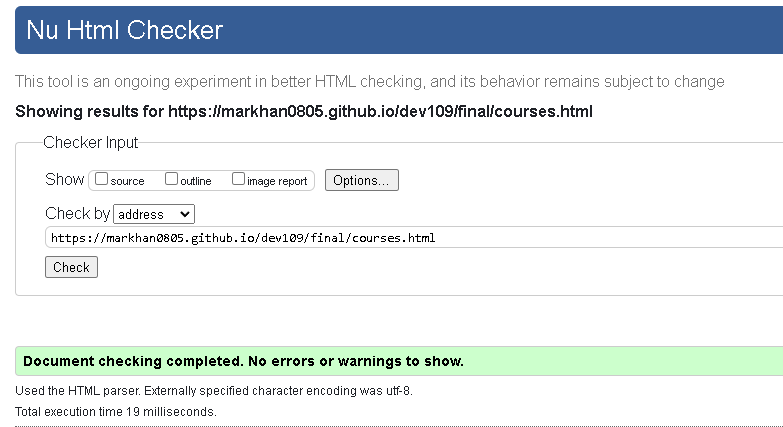 Nu Html Checker
This tool is an ongoing experiment in better HTML checking, and its behavior remains subject to change
Showing results for https://markhan0805.github.io/dev109/final/courses.html
Checker Input
Show source outline image report Options...
Check by address
https://markhan0805.github.io/dev109/final/courses.html
Check
Document checking completed. No errors or warnings to show.
Used the HTML parser. Externally specified character encoding was utf-8.
Total execution time 19 milliseconds.